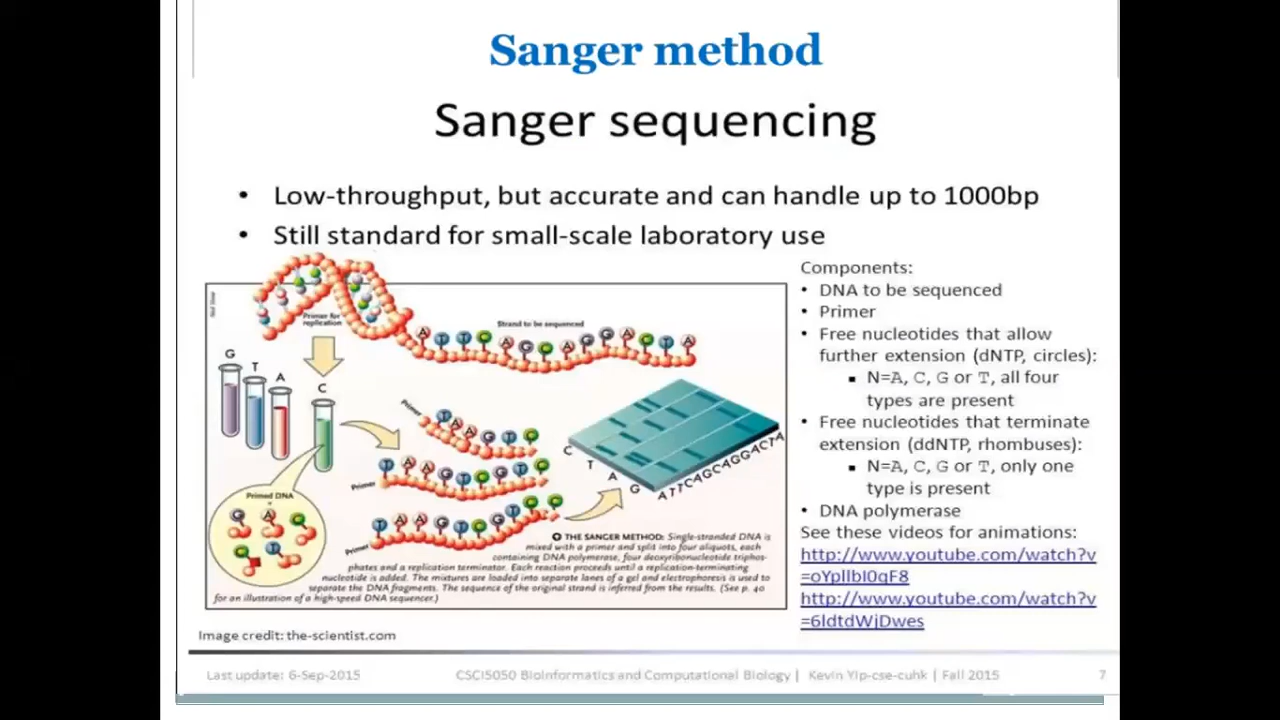 Sanger method
Sanger sequencing
• Low-throughput, but accurate and can handle up to 1000bp
• Still standard for small-scale laboratory use
Primer for
replication
Strand to be sequenced
A T T C A G C A G G A C T A
G T A C
Primer
T A A G T C
Primer
T A A G T C G T C
Primer
T A A G T C G T C C
Primed DNA
G A C C T
C T A G
ATTCAGCAGGACTA
THE SANGER METHOD: Single-stranded DNA is
mixed with a primer and split into four aliquots, each
containing DNA polymerase, four deoxyribonucleotide triphos-
phates and a replication terminator. Each reaction proceeds until a replication-terminating
nucleotide is added. The mixtures are loaded into separate lanes of a gel and electrophoresis is used to
separate the DNA fragments. The sequence of the original strand is inferred from the results. (See p. 40
for an illustration of a high-speed DNA sequencer.)
Image credit: the-scientist.com
Components:
• DNA to be sequenced
• Primer
• Free nucleotides that allow
further extension (dNTP, circles):
▪ N=A, C, G or T, all four
types are present
• Free nucleotides that terminate
extension (ddNTP, rhombuses):
▪ N=A, C, G or T, only one
type is present
• DNA polymerase
See these videos for animations:
http://www.youtube.com/watch?v
=oYpllbI0qF8
http://www.youtube.com/watch?v
=6ldtdWjDwes
Last update: 6-Sep-2015
CSCI5050 Bioinformatics and Computational Biology | Kevin Yip-cse-cuhk | Fall 2015
7